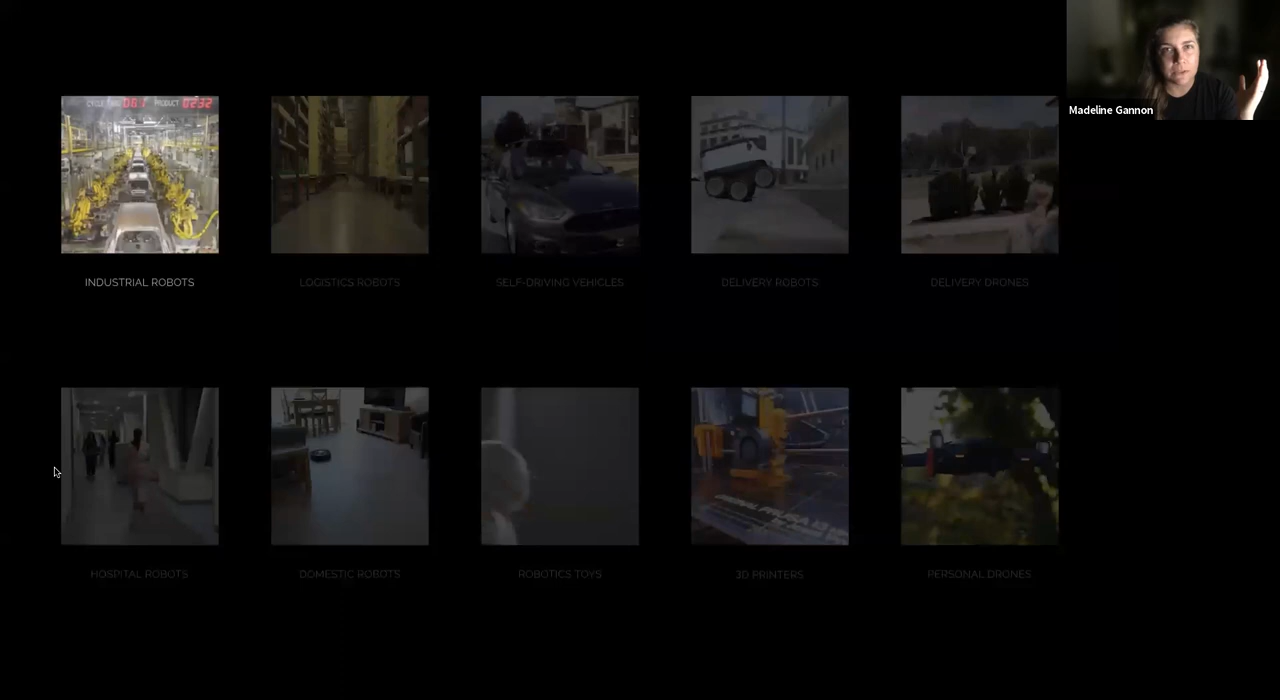 Madeline Gannon
CYCLE TIME PRODUCT 0232
INDUSTRIAL ROBOTS
LOGISTICS ROBOTS
SELF-DRIVING VEHICLES
DELIVERY ROBOTS
DELIVERY DRONES
HOSPITAL ROBOTS
DOMESTIC ROBOTS
ROBOTICS TOYS
3D PRINTERS
PERSONAL DRONES